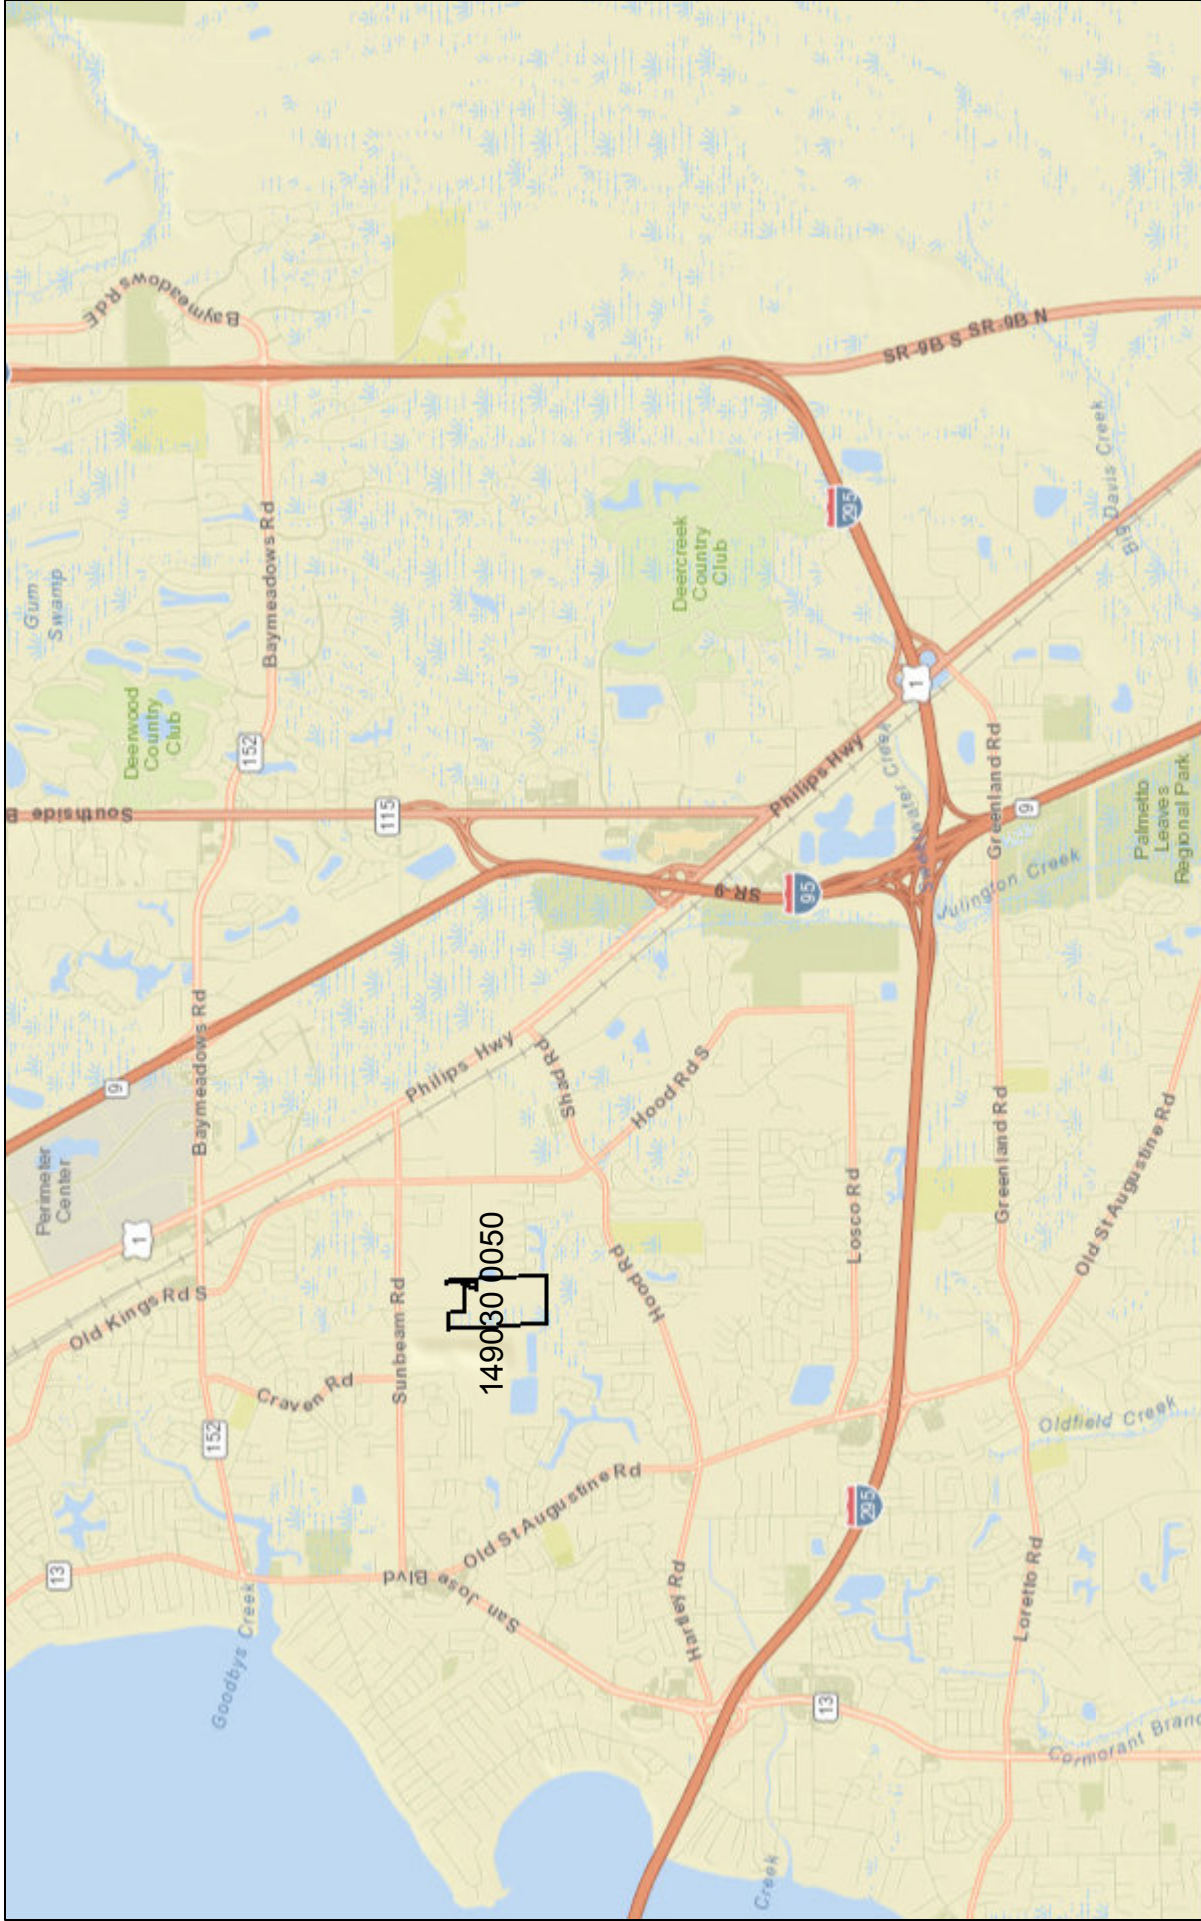 Gum
Swamp
Baymeadows Rd E
Baymeadows Rd
Deerwood
Country
Club
152
Southside B
115
Deercreek
Country
Club
295
SR-9B S
SR-9B N
Big Davis Creek
1
Philips Hwy
Greenland Rd
9
Palmetto
Leaves
Regional Park
Julington Creek
Sweetwater Creek
95
SR-9
9
Perimeter
Center
Baymeadows Rd
Philips Hwy
Shad Rd
Hood Rd S
1
Old Kings Rd S
Sunbeam Rd
149030 0050
Hood Rd
Losco Rd
Greenland Rd
Old St Augustine Rd
Craven Rd
152
13
Goodbys Creek
San Jose Blvd
Old St Augustine Rd
Hartley Rd
295
Oldfield Creek
Loretto Rd
13
Cormorant Branc
Creek